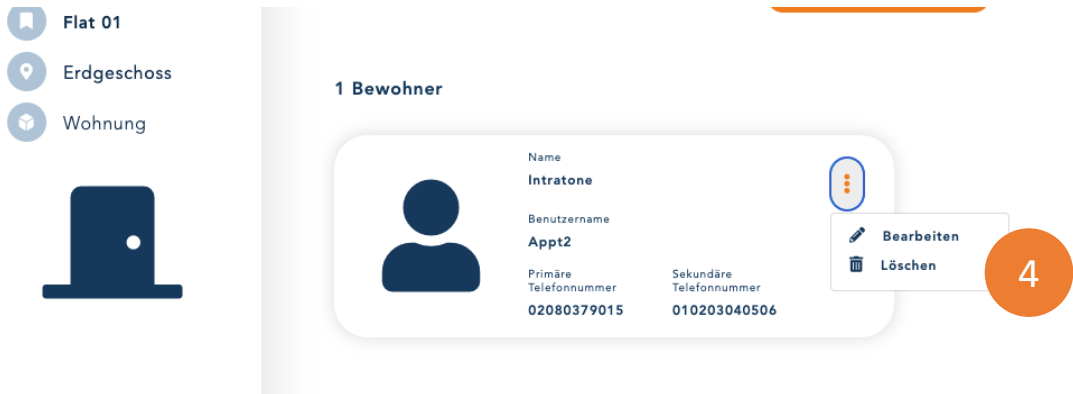 Flat 01
Erdgeschoss
Wohnung
1 Bewohner
Name
Intratone
Benutzername
Appt2
Primäre
Telefonnummer
02080379015
Sekundäre
Telefonnummer
010203040506
Bearbeiten
Löschen
4